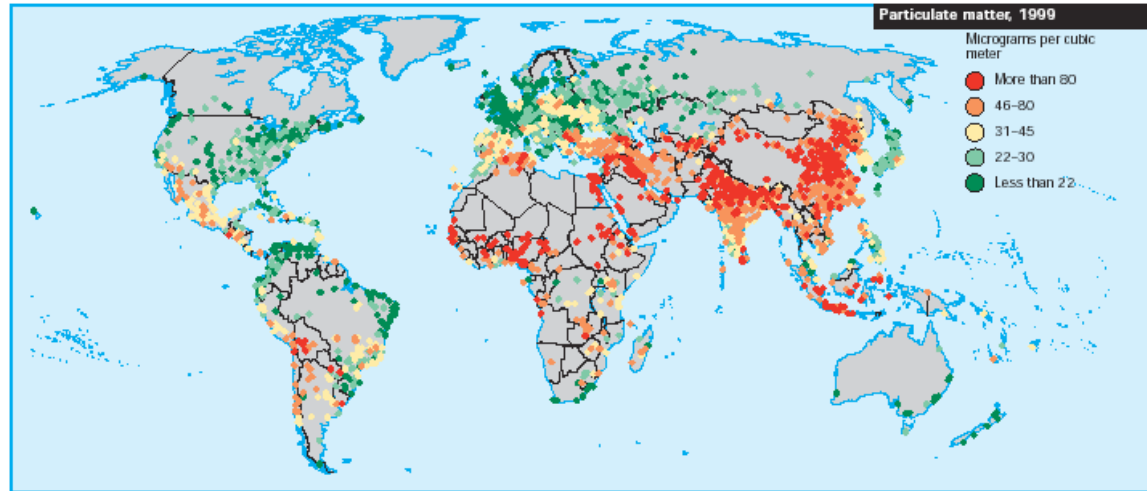 Particulate matter, 1999
Micrograms per cubic
meter
More than 80
46–80
31–45
22–30
Less than 22